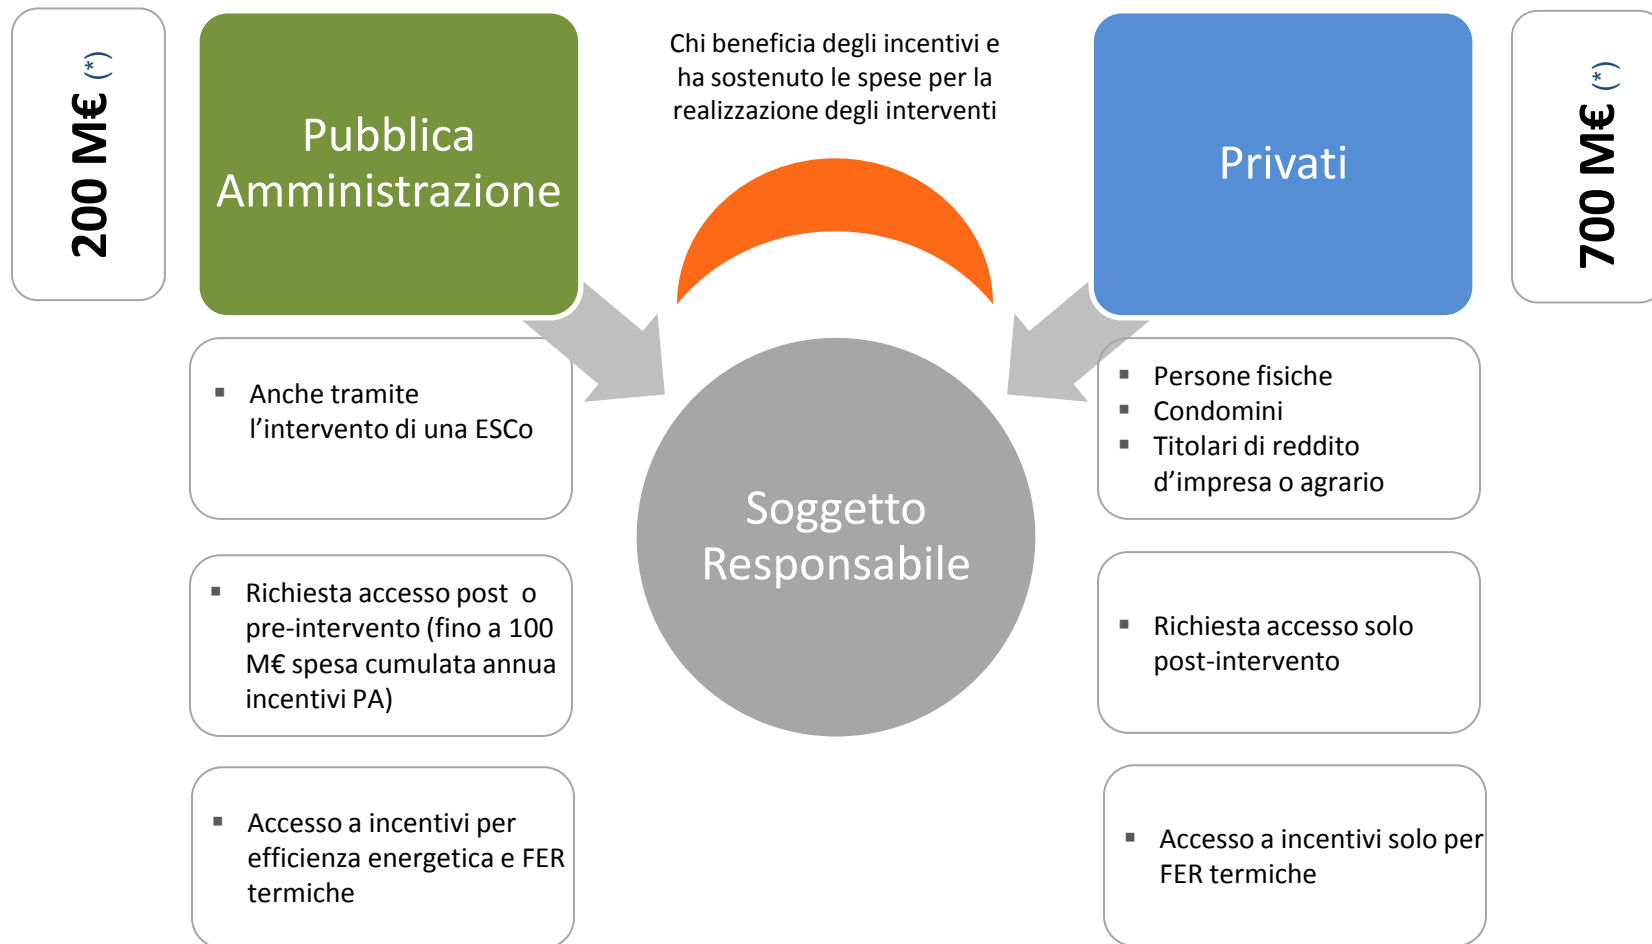 200 M€ (*)
Pubblica
Amministrazione
Chi beneficia degli incentivi e
ha sostenuto le spese per la
realizzazione degli interventi
Privati
700 M€ (*)
▪ Anche tramite
l’intervento di una ESCo
▪ Richiesta accesso post o
pre-intervento (fino a 100
M€ spesa cumulata annua
incentivi PA)
▪ Accesso a incentivi per
efficienza energetica e FER
termiche
Soggetto
Responsabile
▪ Persone fisiche
▪ Condomini
▪ Titolari di reddito
d’impresa o agrario
▪ Richiesta accesso solo
post-intervento
▪ Accesso a incentivi solo per
FER termiche